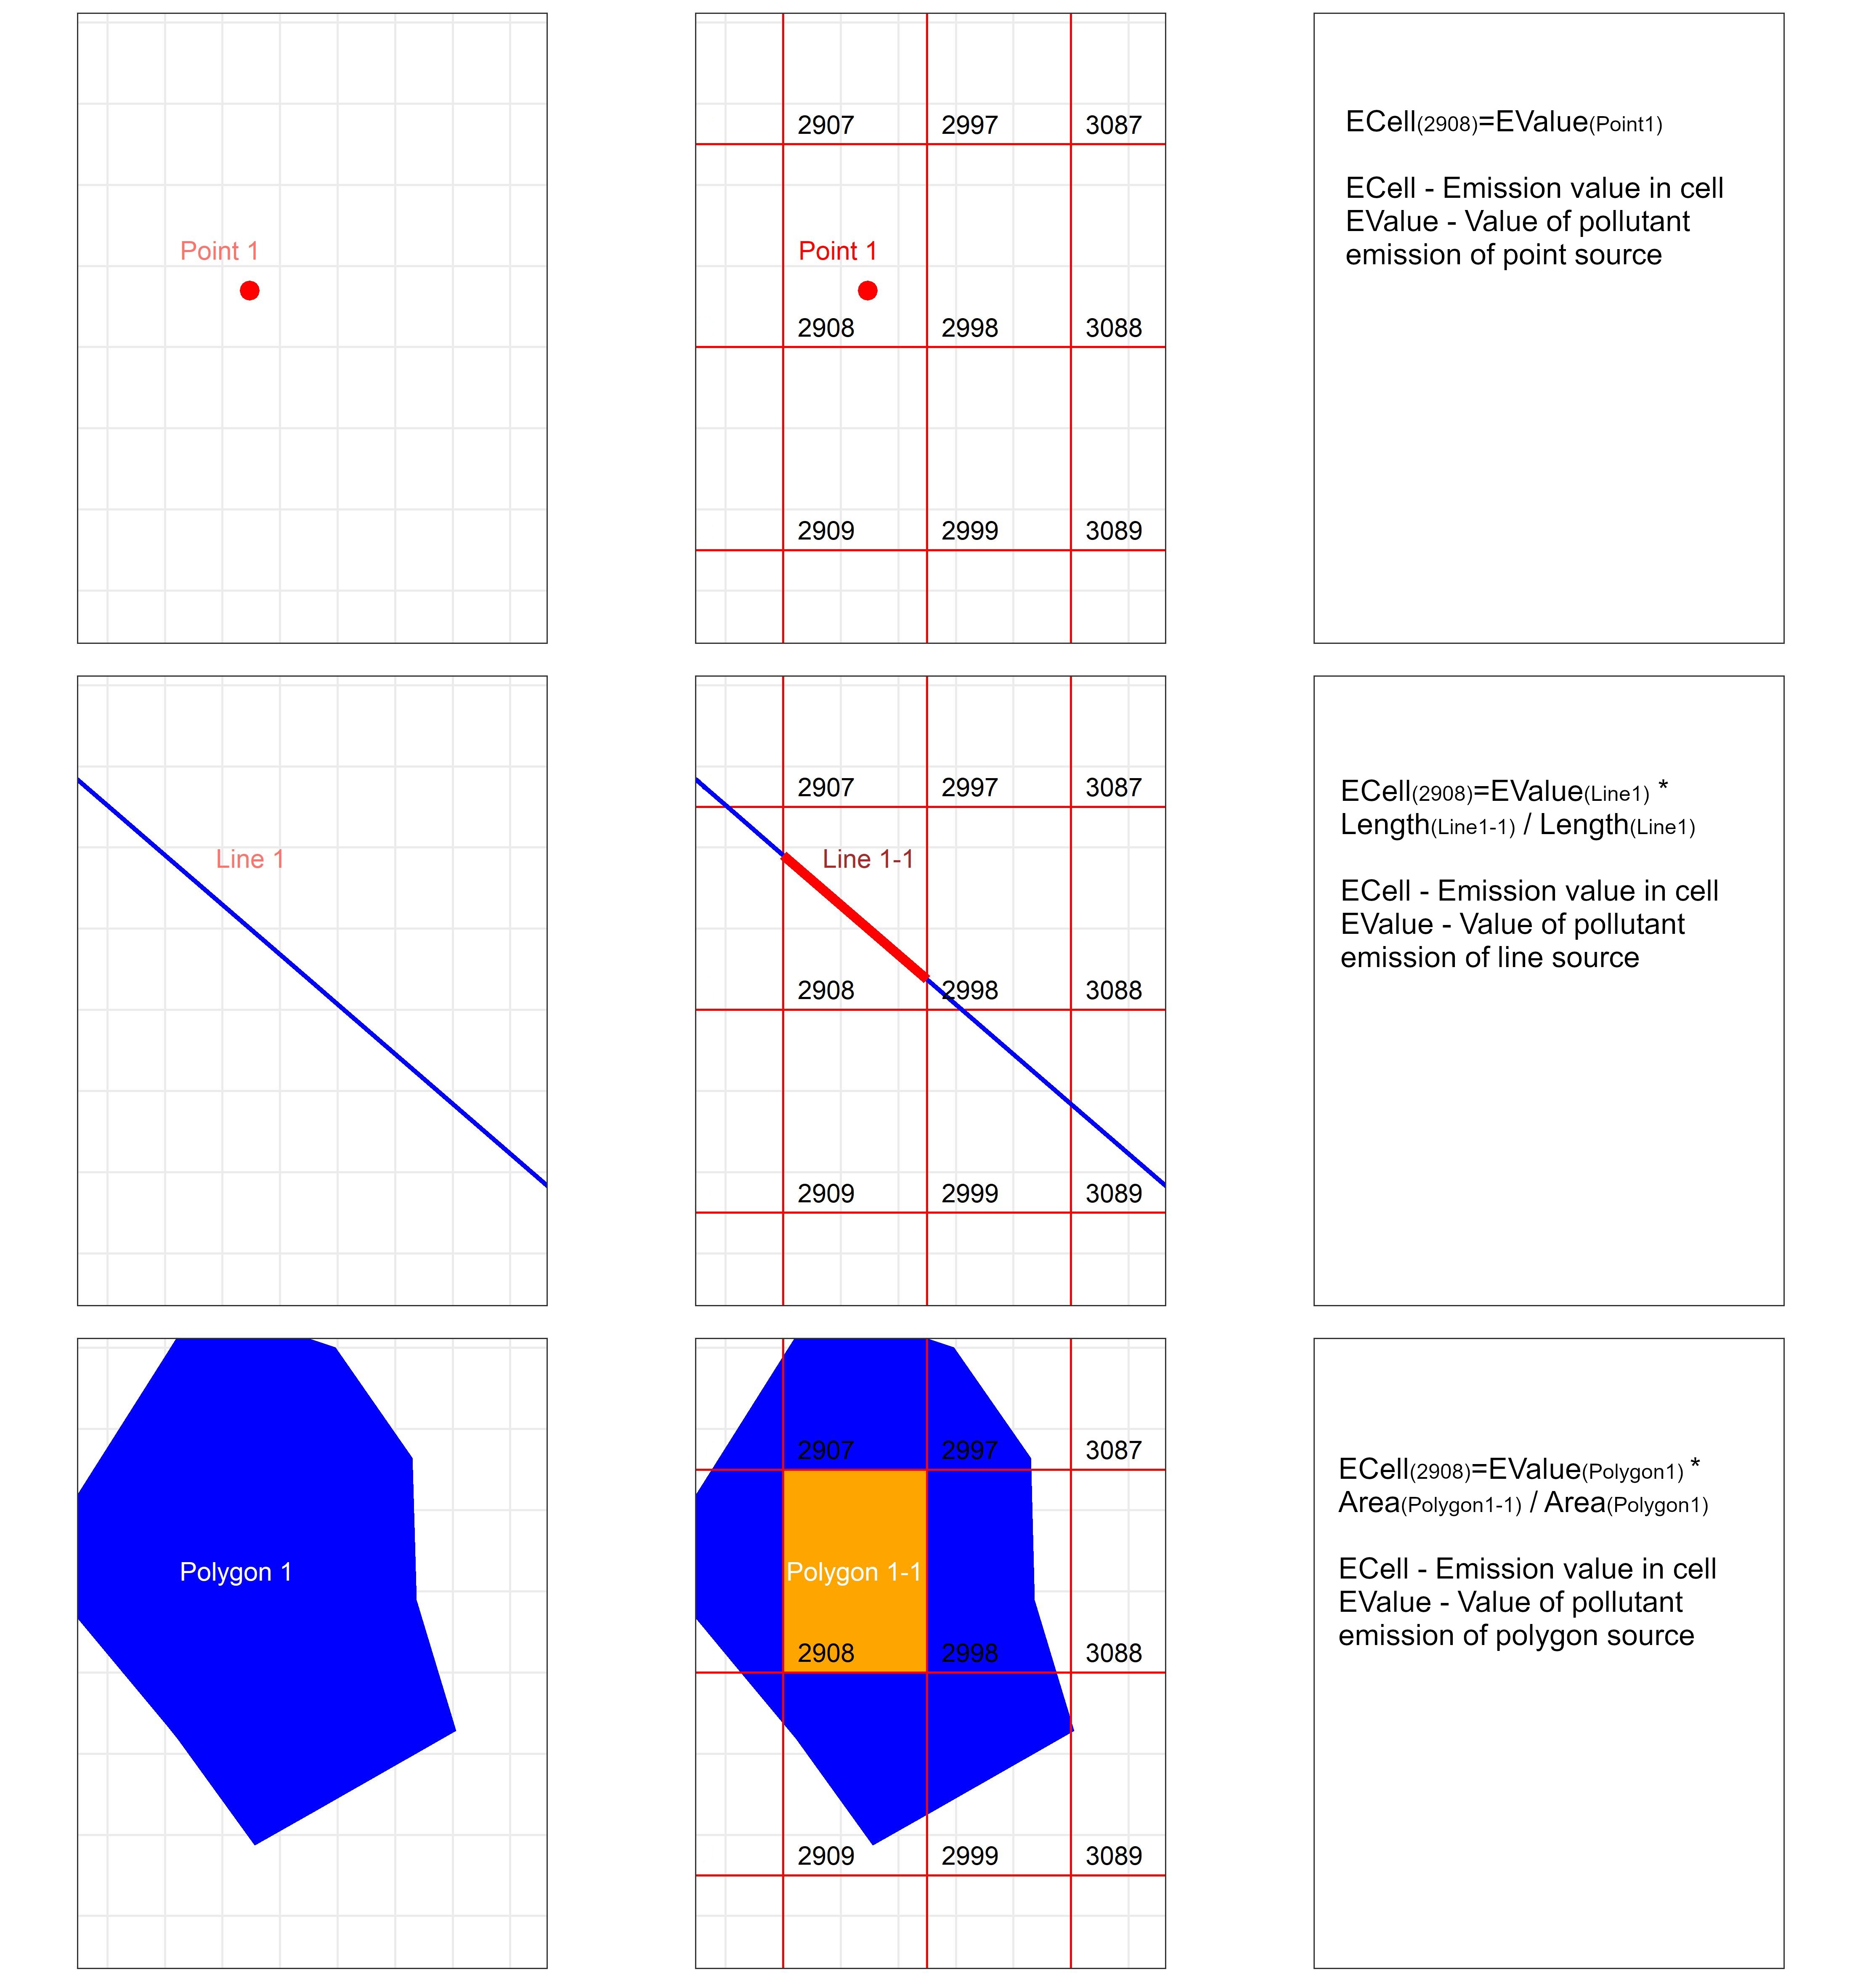 Point 1
2907 2997 3087
Point 1
2908 2998 3088
2909 2999 3089
ECell(2908)=EValue(Point1)
ECell - Emission value in cell
EValue - Value of pollutant
emission of point source
Line 1
2907 2997 3087
Line 1-1
2908 2998 3088
2909 2999 3089
ECell(2908)=EValue(Line1) *
Length(Line1-1) / Length(Line1)
ECell - Emission value in cell
EValue - Value of pollutant
emission of line source
Polygon 1
2907 2997 3087
Polygon 1-1
2908 2998 3088
2909 2999 3089
ECell(2908)=EValue(Polygon1) *
Area(Polygon1-1) / Area(Polygon1)
ECell - Emission value in cell
EValue - Value of pollutant
emission of polygon source